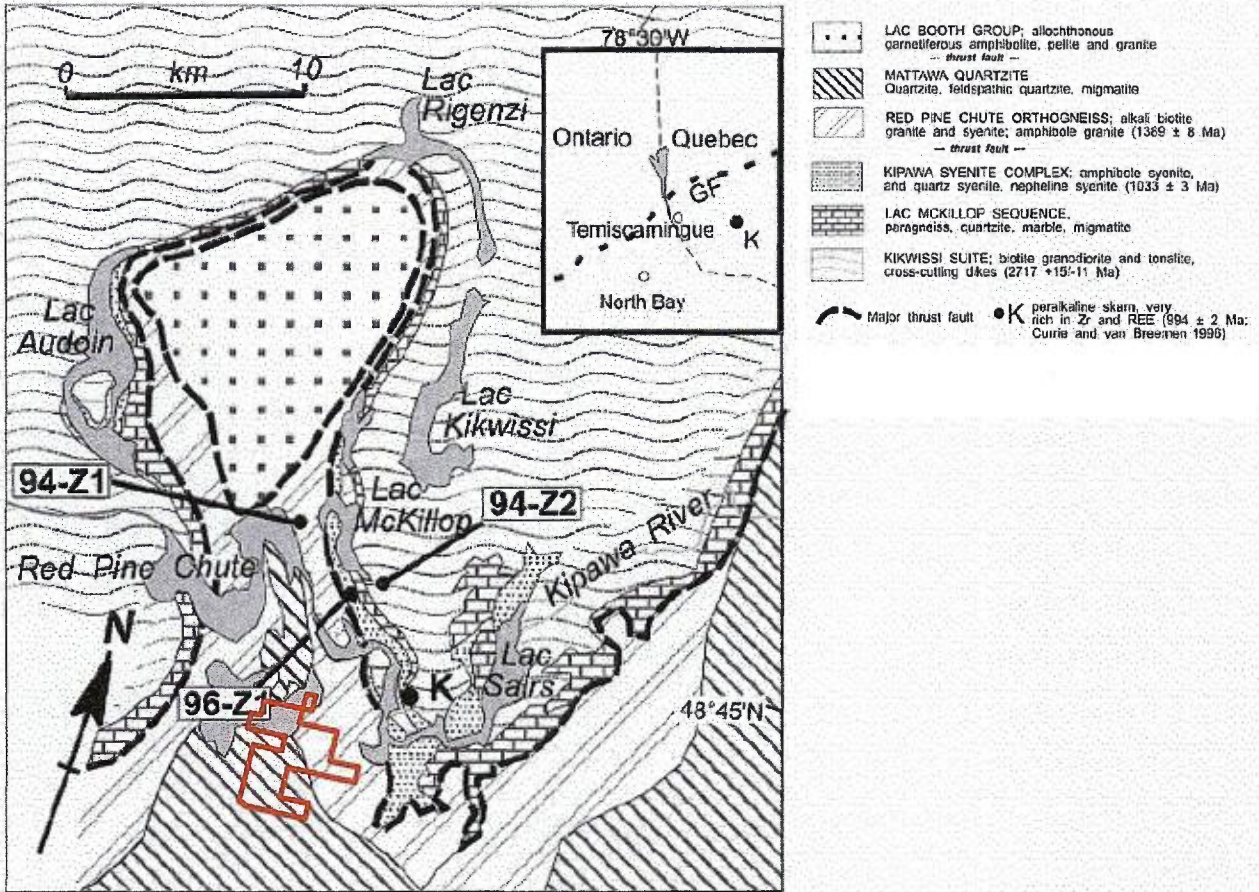 78°30'W
0 km 10
Lac
Rigenzi
Ontario
Quebec
GF
Temiscamingue
K
North Bay
Lac
Audoin
Lac
Kikwissi
94-Z1
Lac
McKillop
94-Z2
Red Pine Chute
Kipawa River
N
Lac
Sairs
96-Z1
K
48°45'N
LAC BOOTH GROUP; allochthonous
garnetiferous amphibolite, pelite and granite
-- thrust fault --
MATTAWA QUARTZITE
Quartzite, feldspathic quartzite, migmatite
RED PINE CHUTE ORTHOGNEISS; alkali biotite
granite and syenite; amphibole granite (1389 ± 8 Ma)
-- thrust fault --
KIPAWA SYENITE COMPLEX; amphibole syenite,
and quartz syenite, nepheline syenite (1033 ± 3 Ma)
LAC MCKILLOP SEQUENCE,
paragneiss, quartzite, marble, migmatite
KIKWISSI SUITE; biotite granodiorite and tonalite,
cross-cutting dikes (2717 +15/-11 Ma)
Major thrust fault
K peralkaline skarn, very
rich in Zr and REE (994 ± 2 Ma;
Currie and van Breemen 1996)